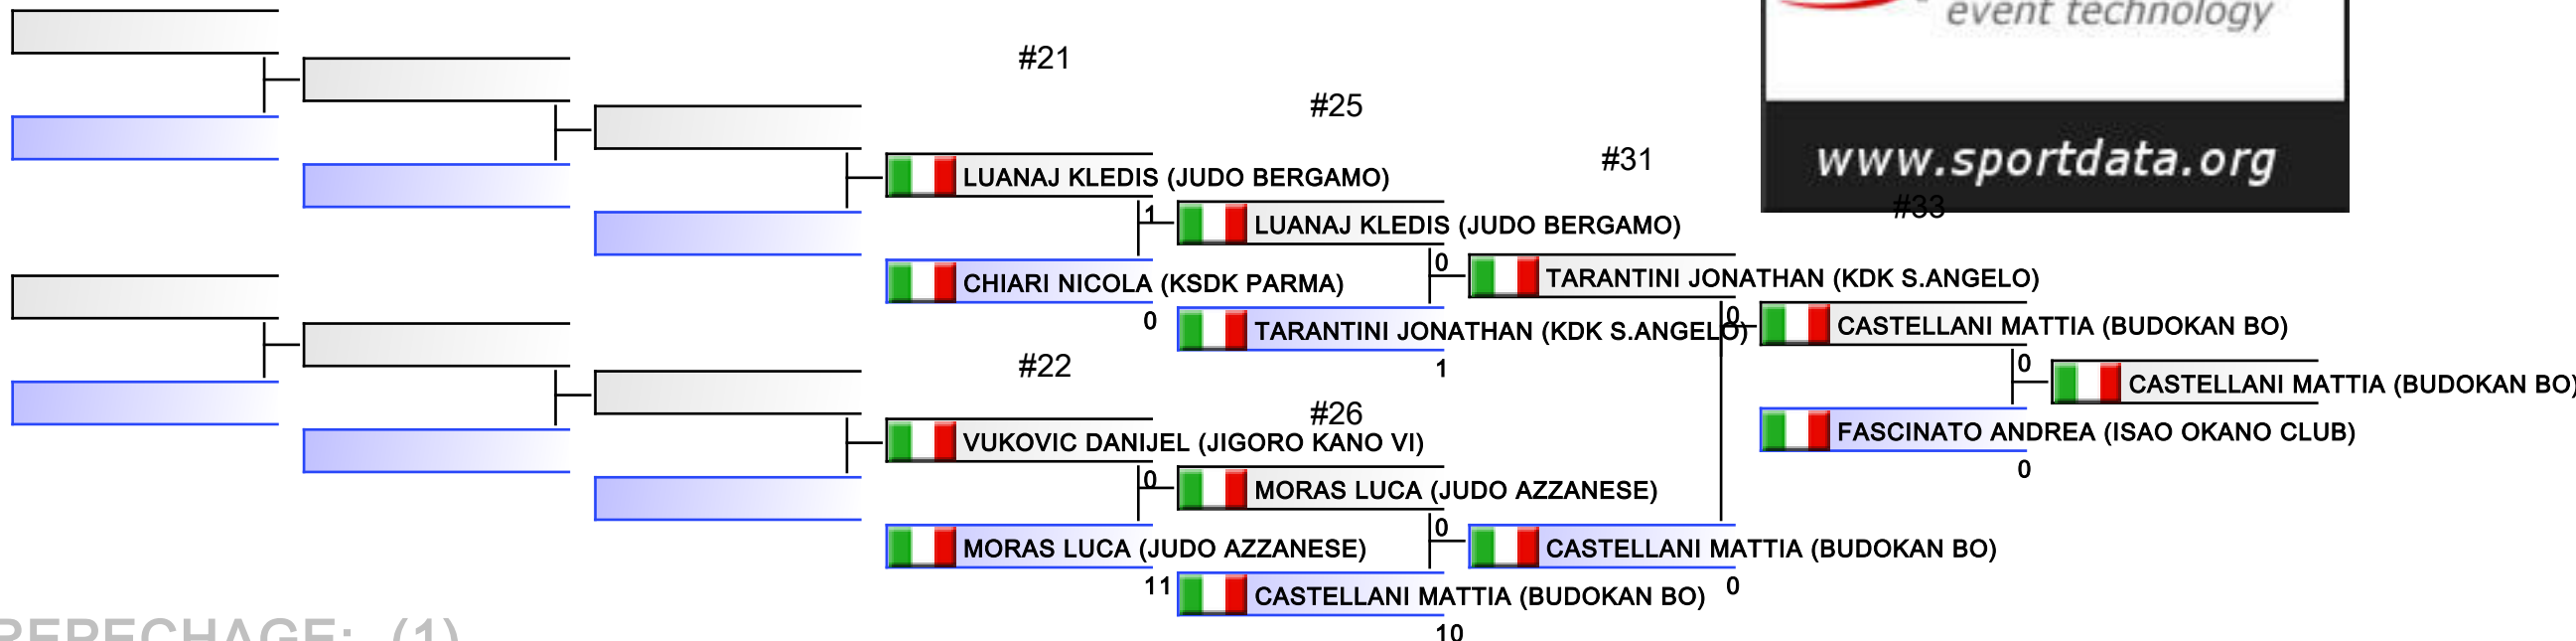 event technology
www.sportdata.org
#21
#25
#31
#33
LUANAJ KLEDIS (JUDO BERGAMO)
1
LUANAJ KLEDIS (JUDO BERGAMO)
0
TARANTINI JONATHAN (KDK S.ANGELO)
CHIARI NICOLA (KSDK PARMA)
0
TARANTINI JONATHAN (KDK S.ANGELO)
1
0
CASTELLANI MATTIA (BUDOKAN BO)
0
CASTELLANI MATTIA (BUDOKAN BO)
#22
#26
FASCINATO ANDREA (ISAO OKANO CLUB)
0
VUKOVIC DANIJEL (JIGORO KANO VI)
0
MORAS LUCA (JUDO AZZANESE)
0
MORAS LUCA (JUDO AZZANESE)
11
CASTELLANI MATTIA (BUDOKAN BO)
0
CASTELLANI MATTIA (BUDOKAN BO)
10
REPECHAGE: (1)